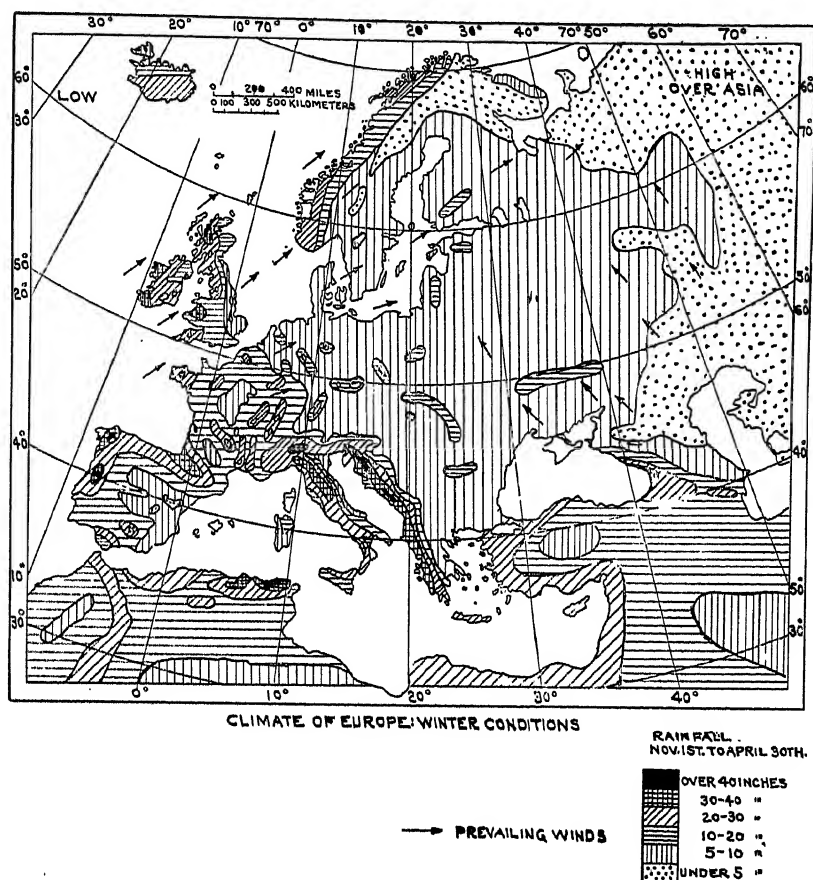 30° 20° 10° 70° 0° 10° 20° 30° 40° 70° 50° 60° 70°
60°
LOW
0 200 400 MILES
0 100 300 500 KILOMETERS
HIGH
OVER ASIA
60°
30°
70°
50°
20°
50°
60°
40°
40°
10°
50°
30°
30°
0° 10° 20° 30° 40°
CLIMATE OF EUROPE: WINTER CONDITIONS
RAINFALL.
NOV. 1ST. TO APRIL 30TH.
OVER 40 INCHES
30-40 "
20-30 "
PREVAILING WINDS 10-20 "
5-10 "
UNDER 5 "